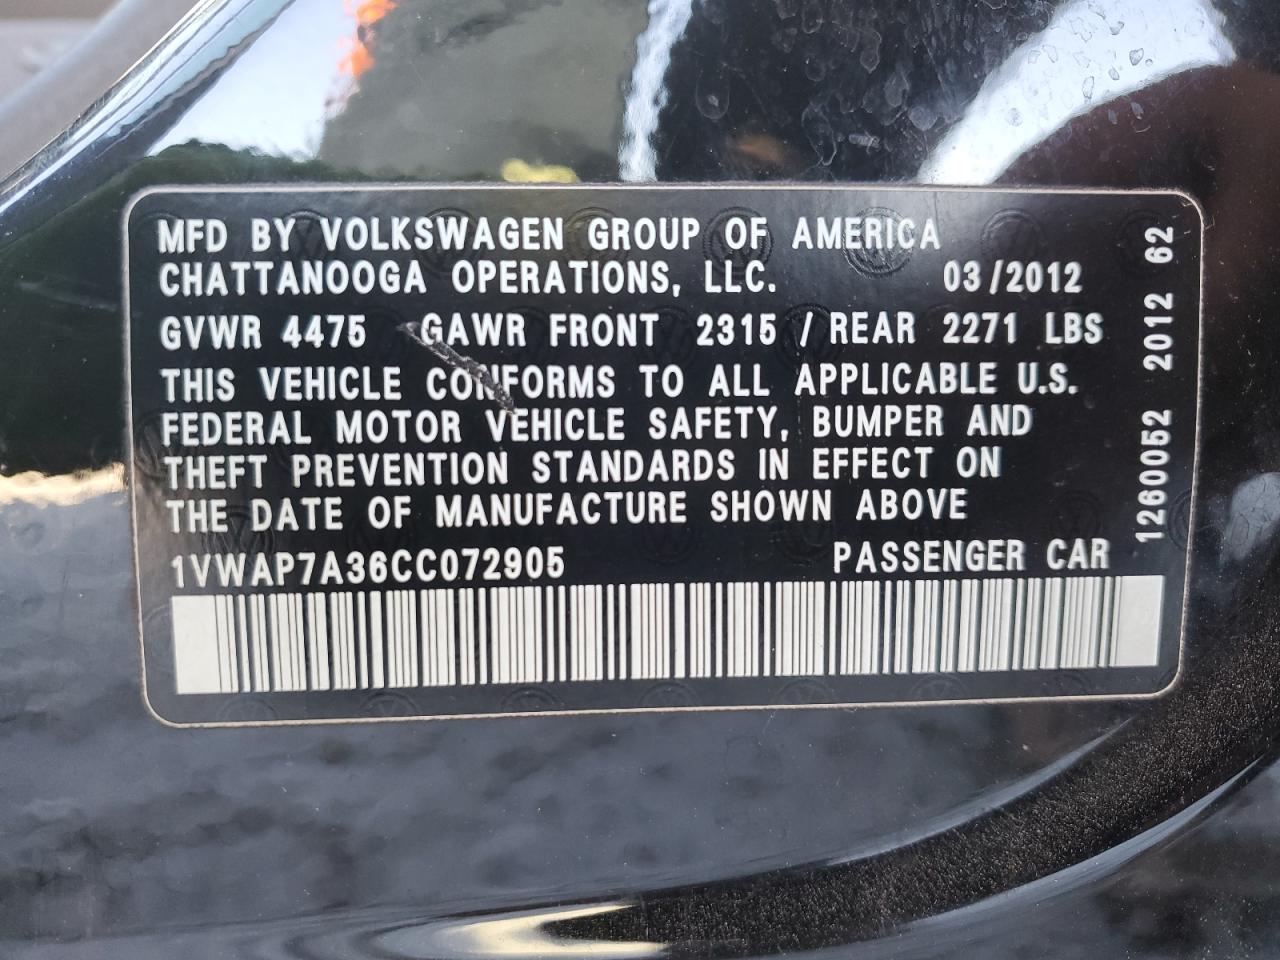 MFD BY VOLKSWAGEN GROUP OF AMERICA
CHATTANOOGA OPERATIONS, LLC. 03/2012
GVWR 4475 GAWR FRONT 2315 / REAR 2271 LBS
THIS VEHICLE CONFORMS TO ALL APPLICABLE U.S.
FEDERAL MOTOR VEHICLE SAFETY, BUMPER AND
THEFT PREVENTION STANDARDS IN EFFECT ON
THE DATE OF MANUFACTURE SHOWN ABOVE
1VWAP7A36CC072905 PASSENGER CAR
1260052 2012 62